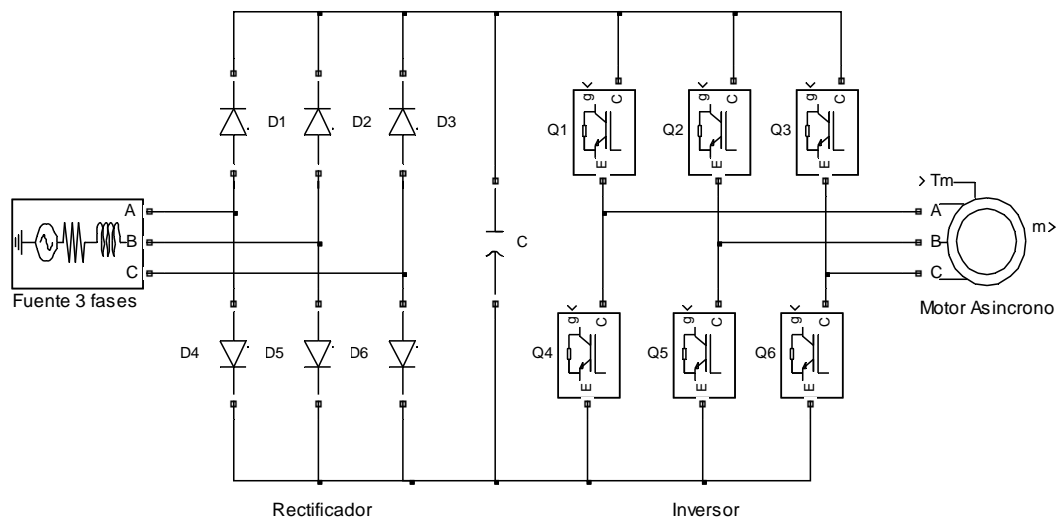 g C
Q1
E
g C
Q2
E
g C
Q3
E
D1
D2
D3
Tm
A
B
C
Fuente 3 fases
C
A
B
C
m
Motor Asincrono
D4
D5
D6
g C
Q4
E
g C
Q5
E
g C
Q6
E
Rectificador
Inversor